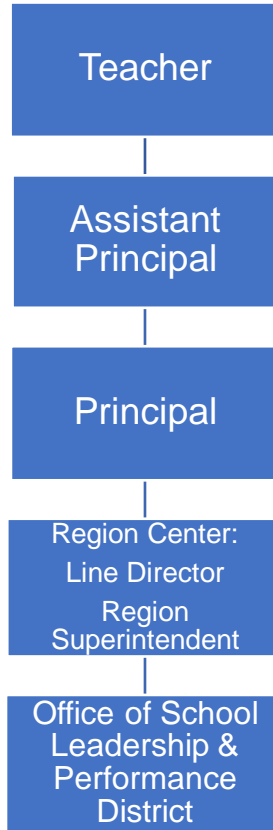 Teacher
Assistant
Principal
Principal
Region Center:
Line Director
Region
Superintendent
Office of School
Leadership &
Performance
District